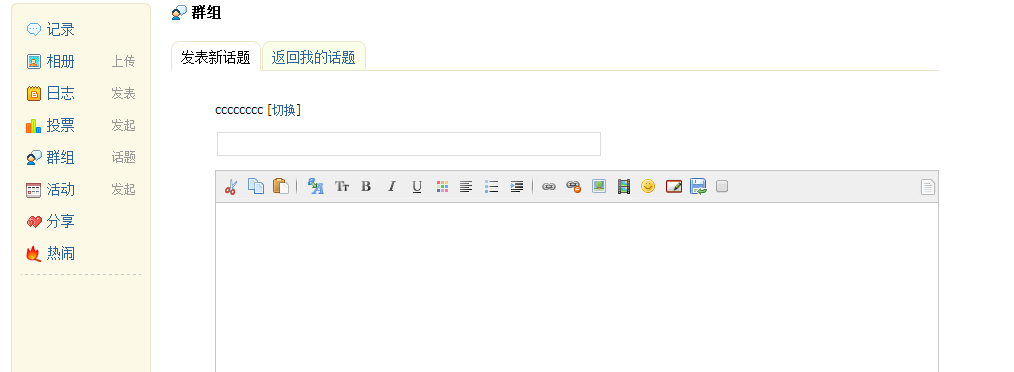 记录
相册 上传
日志 发表
投票 发起
群组 话题
活动 发起
分享
热闹
群组
发表新话题 返回我的话题
cccccccc [切换]
Tт B I U